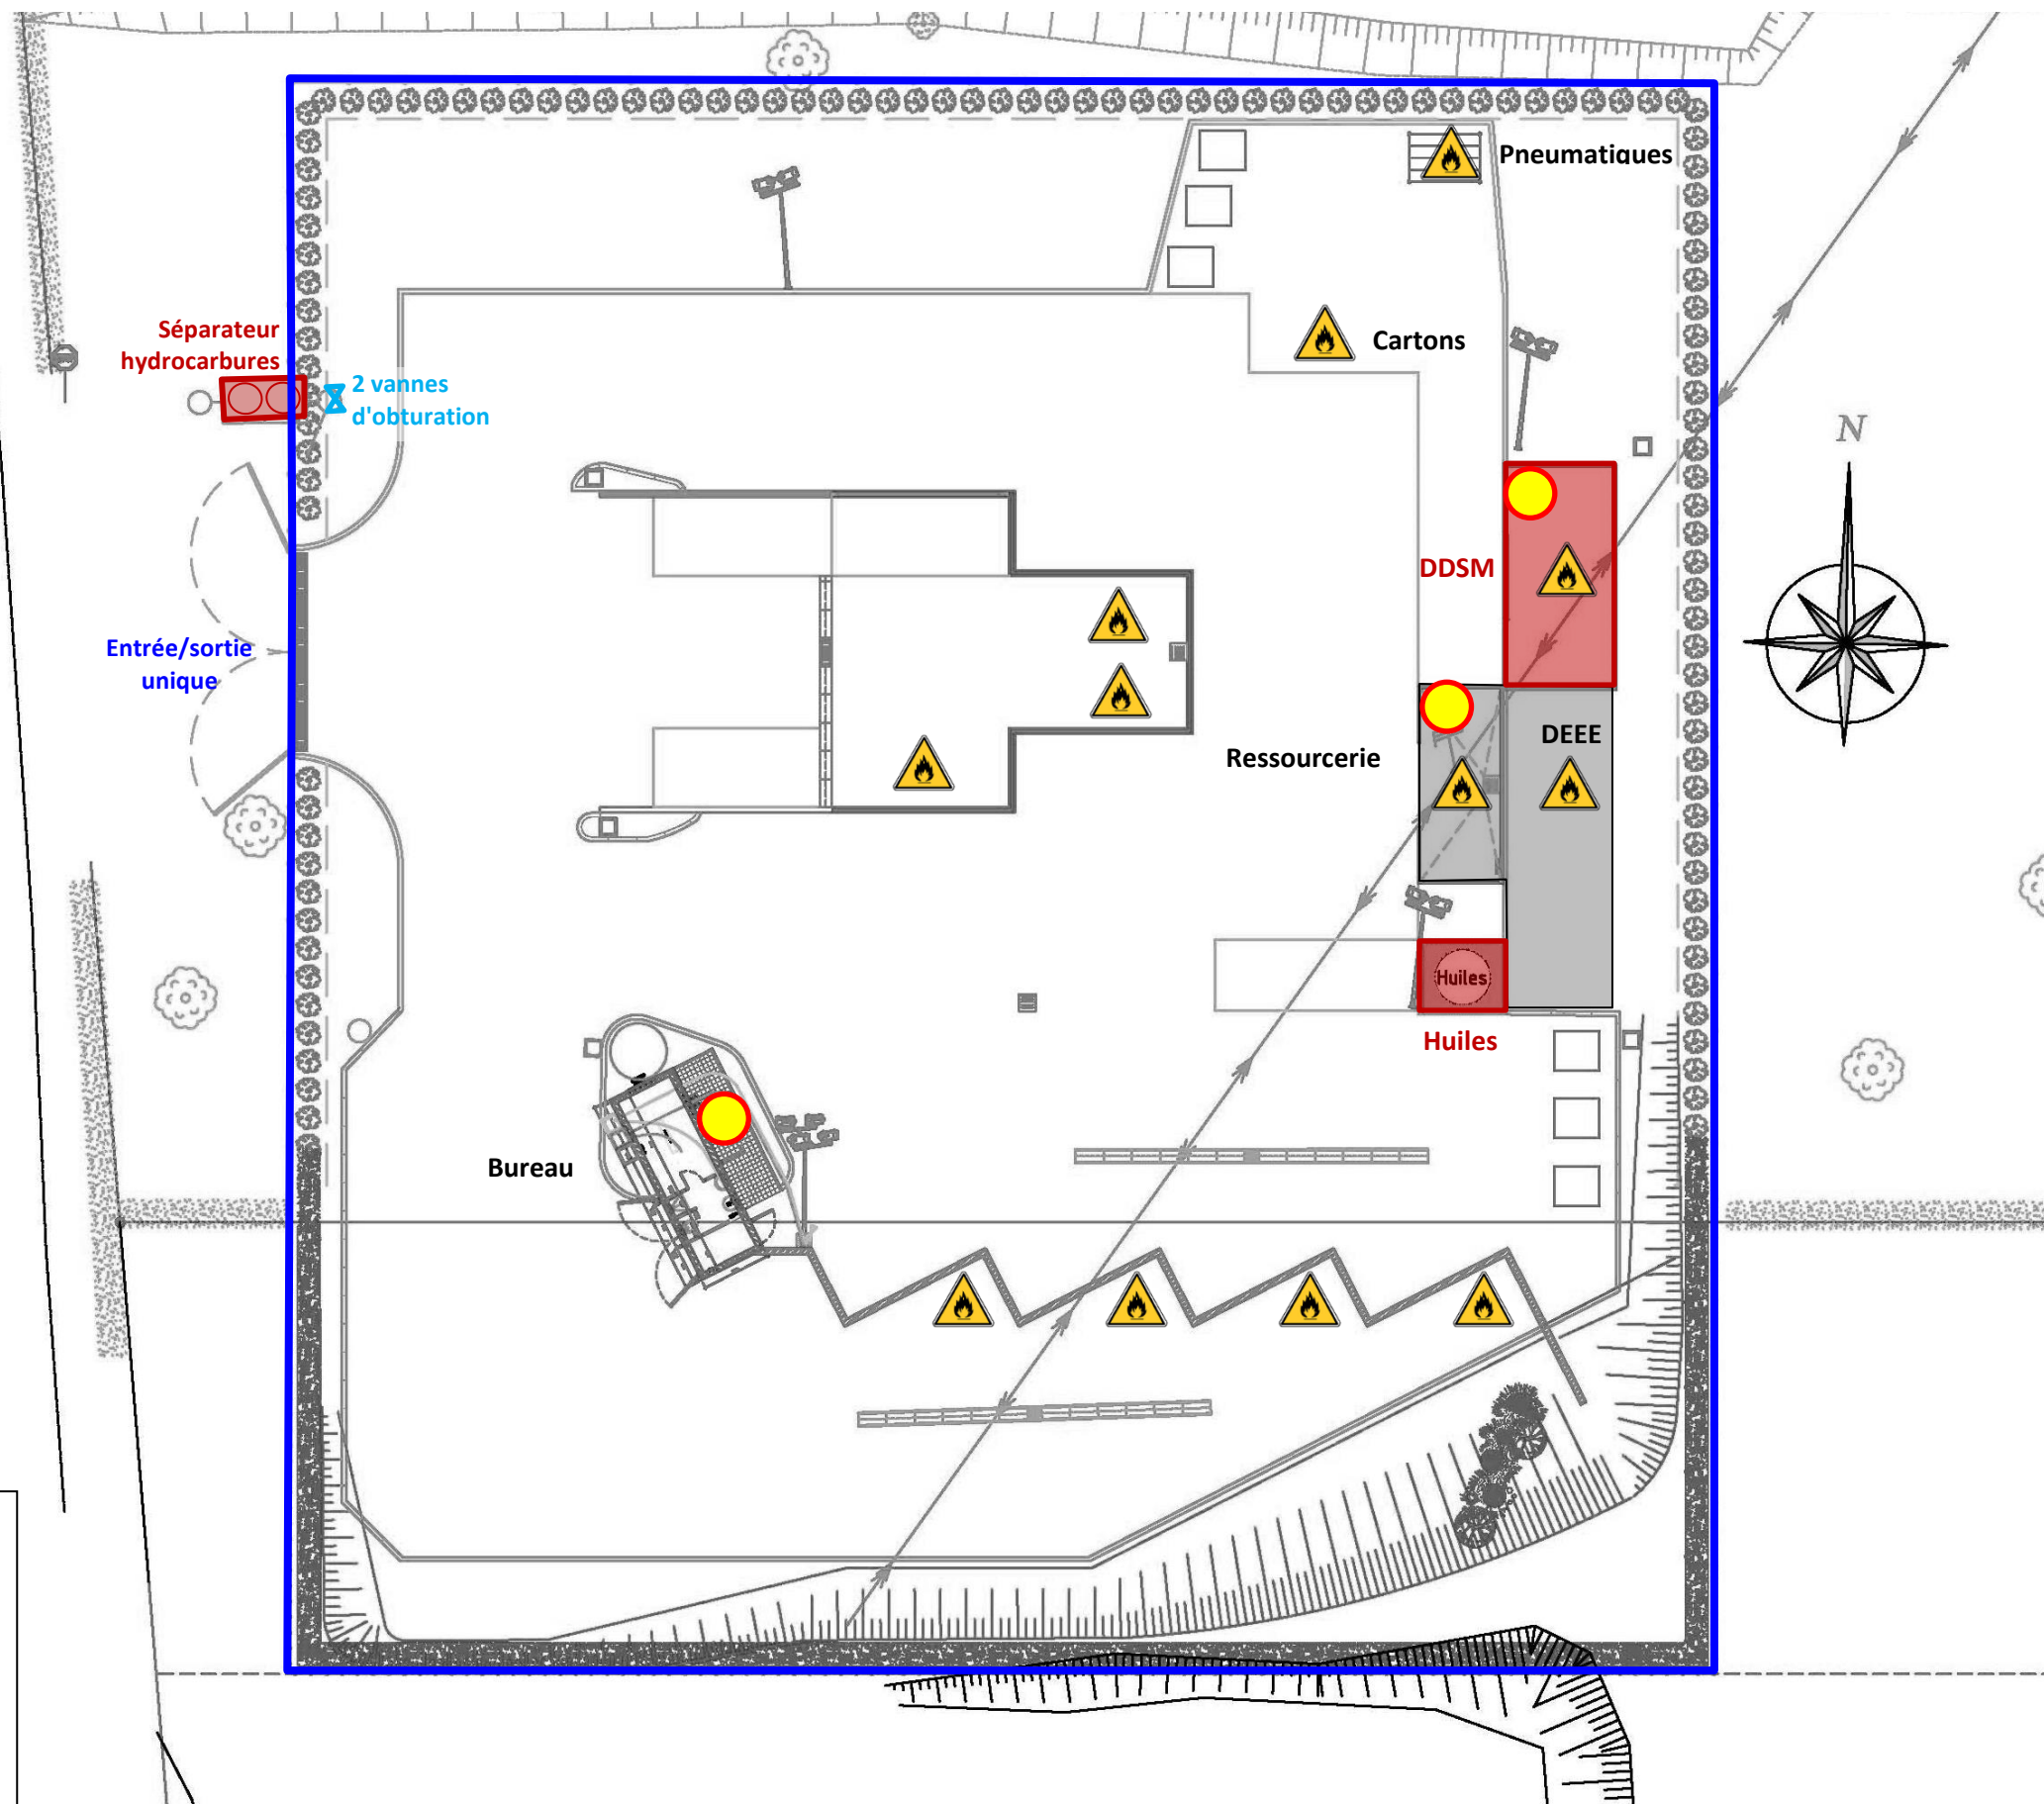 Pneumatiques
Séparateur
hydrocarbures
Cartons
2 vannes
d'obturation
N
DDSM
Entrée/sortie
unique
DEEE
Ressourcerie
Huiles
Huiles
Bureau